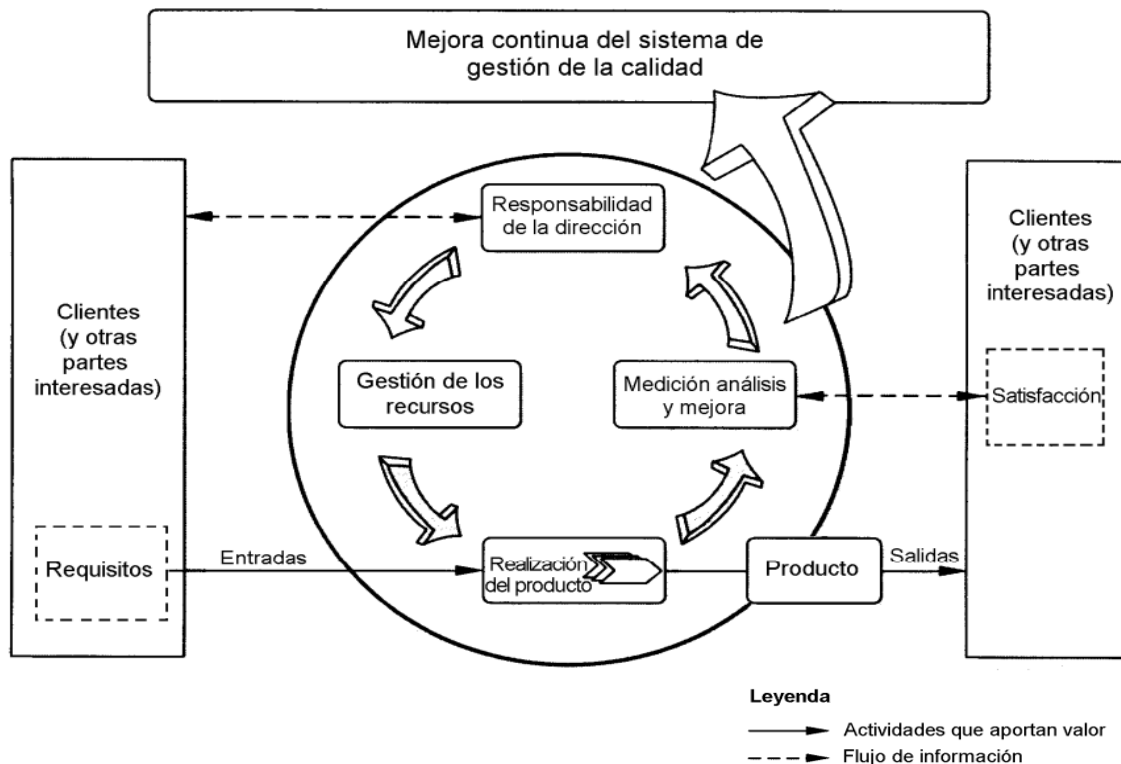 Mejora continua del sistema de
gestión de la calidad
Responsabilidad
de la dirección
Clientes
(y otras
partes
interesadas)
Clientes
(y otras
partes
interesadas)
Gestión de los
recursos
Medición análisis
y mejora
Satisfacción
Requisitos
Entradas
Realización
del producto
Producto
Salidas
Leyenda
Actividades que aportan valor
Flujo de información